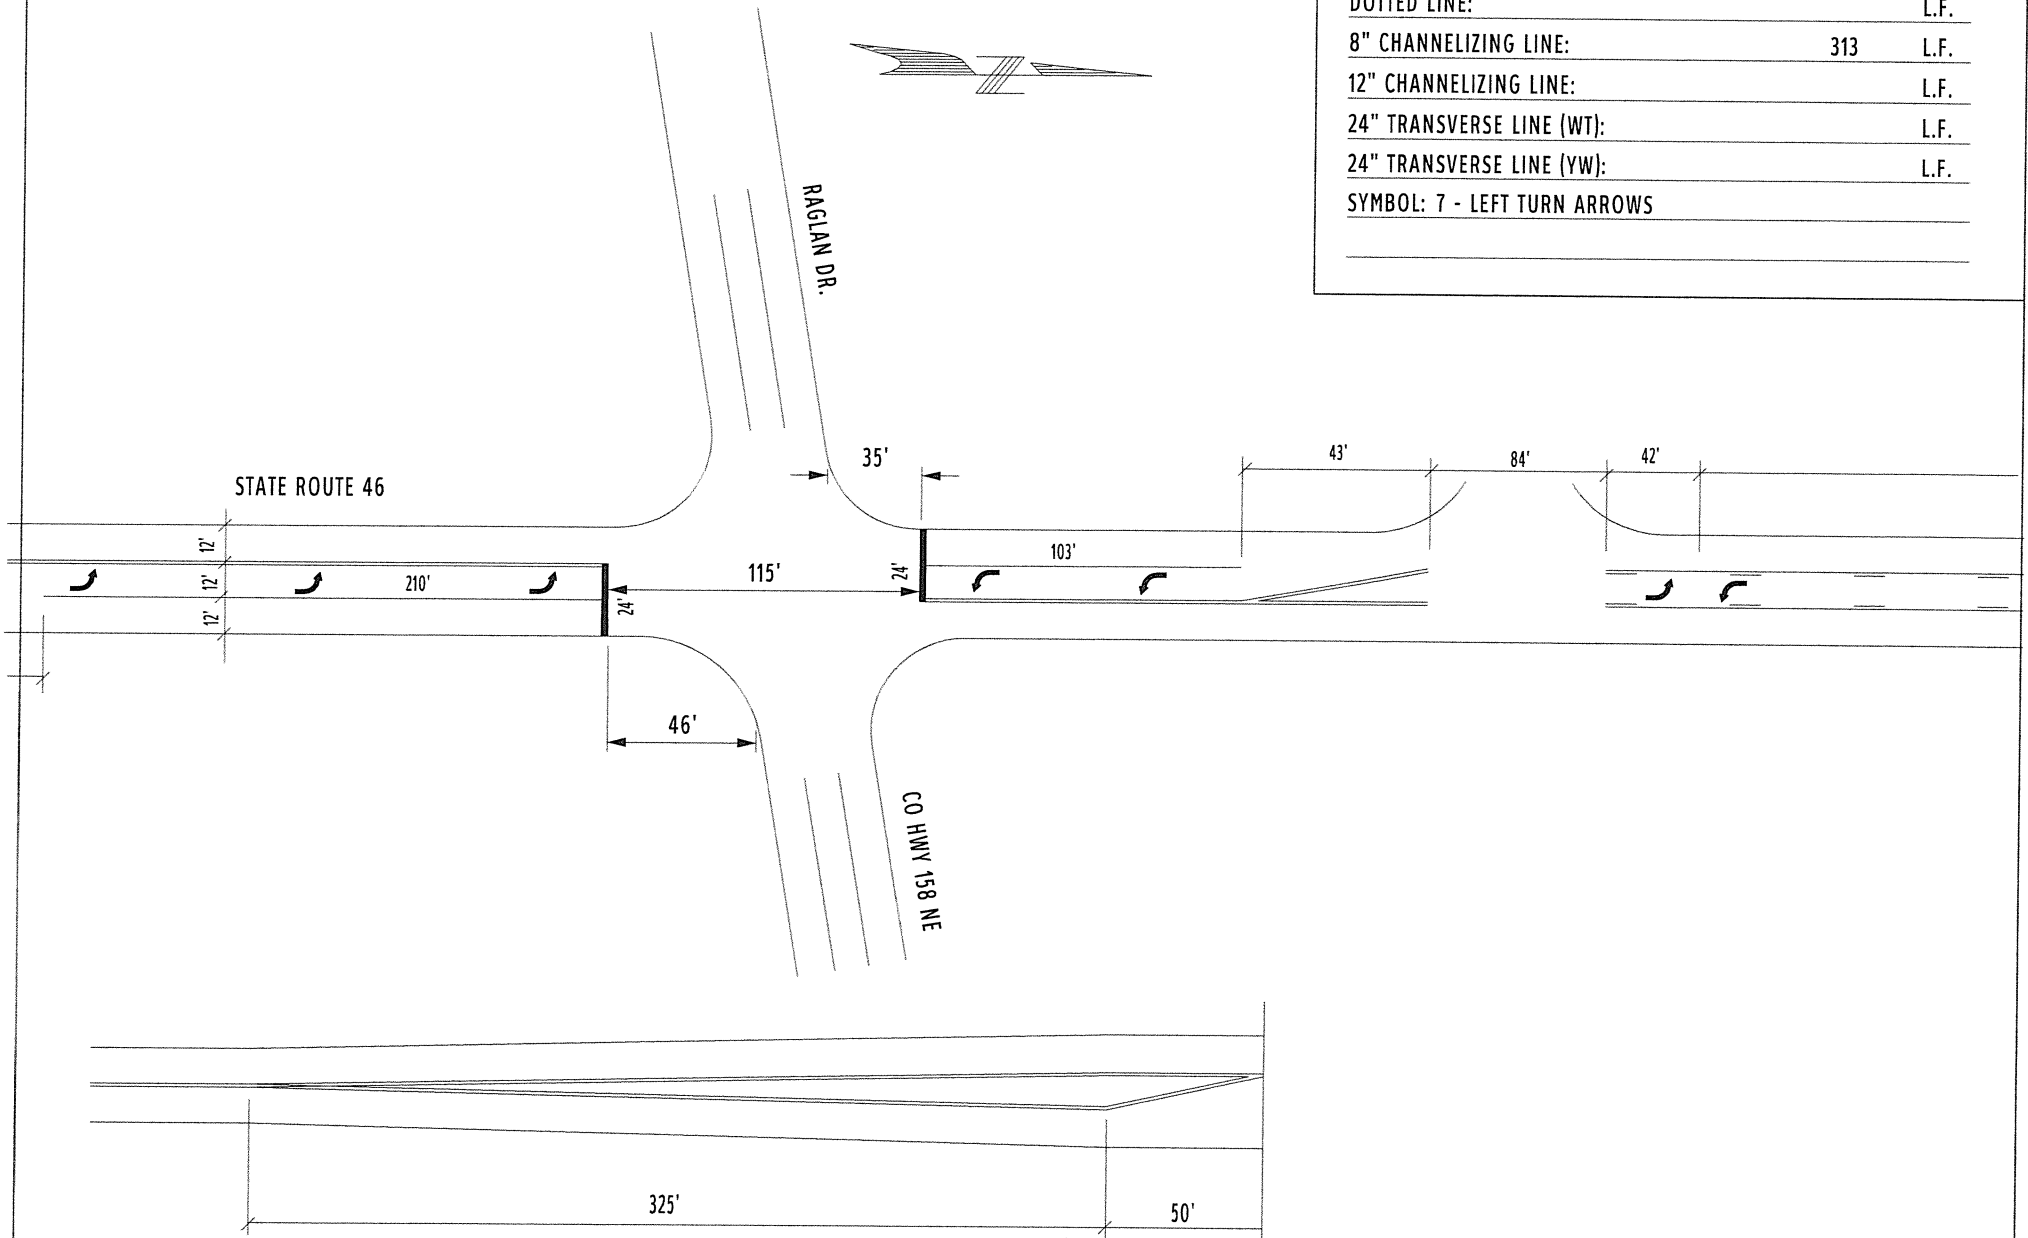 DOTTED LINE: L.F.
8" CHANNELIZING LINE: 313 L.F.
12" CHANNELIZING LINE: L.F.
24" TRANSVERSE LINE (WT): L.F.
24" TRANSVERSE LINE (YW): L.F.
SYMBOL: 7 - LEFT TURN ARROWS
Z
RAGLAN DR.
35'
43'
84'
42'
STATE ROUTE 46
12'
12'
12'
210'
24'
115'
24'
103'
46'
CO HWY 158 NE
325'
50'